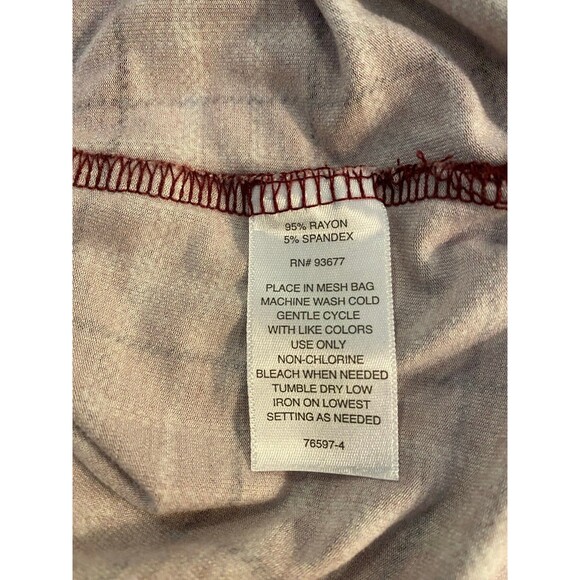 95% RAYON
5% SPANDEX
RN# 93677
PLACE IN MESH BAG
MACHINE WASH COLD
GENTLE CYCLE
WITH LIKE COLORS
USE ONLY
NON-CHLORINE
BLEACH WHEN NEEDED
TUMBLE DRY LOW
IRON ON LOWEST
SETTING AS NEEDED
76597-4